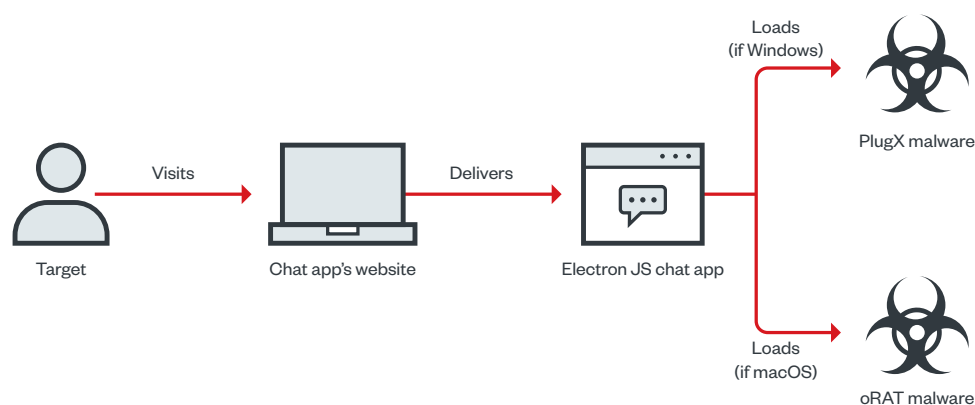 Loads
(if Windows)
PlugX malware
Visits
Delivers
Target
Chat app's website
Electron JS chat app
Loads
(if macOS)
oRAT malware